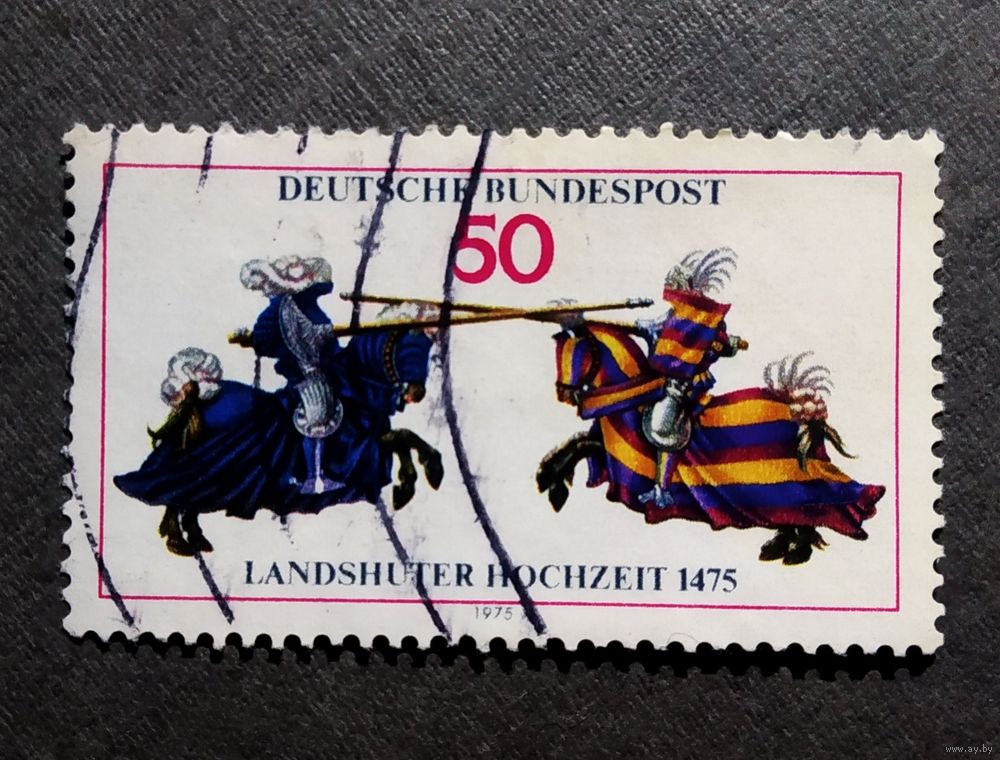 DEUTSCHE BUNDESPOST
50
LANDSHUTER HOCHZEIT 1475
1975
www.ay.by